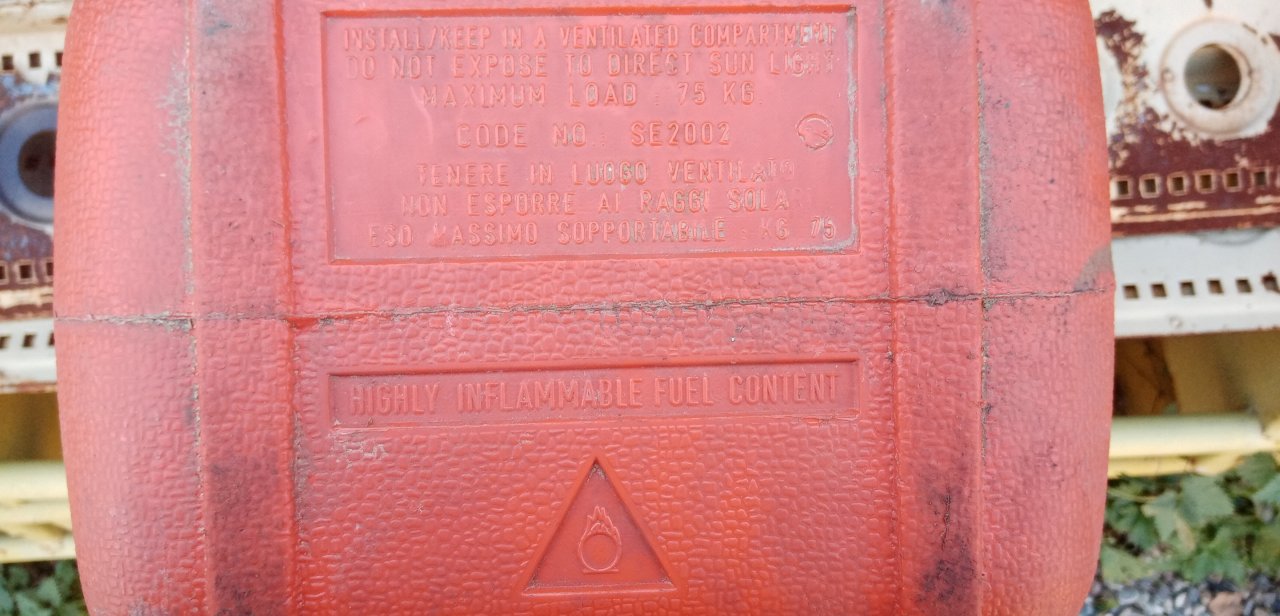 INSTALL/KEEP IN A VENTILATED COMPARTMENT
DO NOT EXPOSE TO DIRECT SUN LIGHT
MAXIMUM LOAD : 75 KG.
CODE NO. SE2002
TENERE IN LUOGO VENTILATO
NON ESPORRE AI RAGGI SOLA
ESO MASSIMO SOPPORTABILE : KG 75
HIGHLY INFLAMMABLE FUEL CONTENT